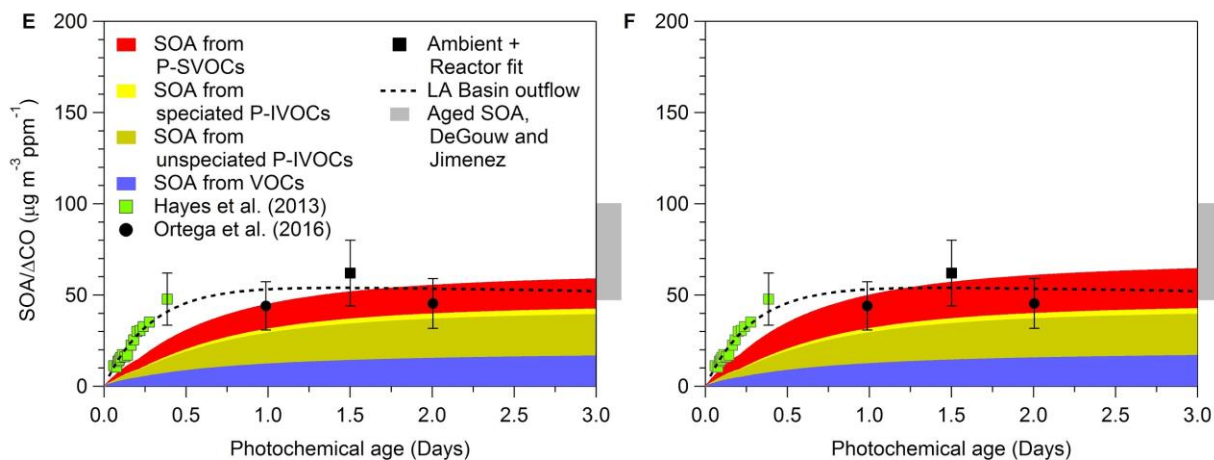 E
200
150
100
50
0
SOA/ΔCO (µg m⁻³ ppm⁻¹)
SOA from
P-SVOCs
SOA from
speciated P-IVOCs
SOA from
unspeciated P-IVOCs
SOA from VOCs
Hayes et al. (2013)
Ortega et al. (2016)
Ambient +
Reactor fit
LA Basin outflow
Aged SOA,
DeGouw and
Jimenez
0.0 0.5 1.0 1.5 2.0 2.5 3.0
Photochemical age (Days)
F
200
150
100
50
0
0.0 0.5 1.0 1.5 2.0 2.5 3.0
Photochemical age (Days)